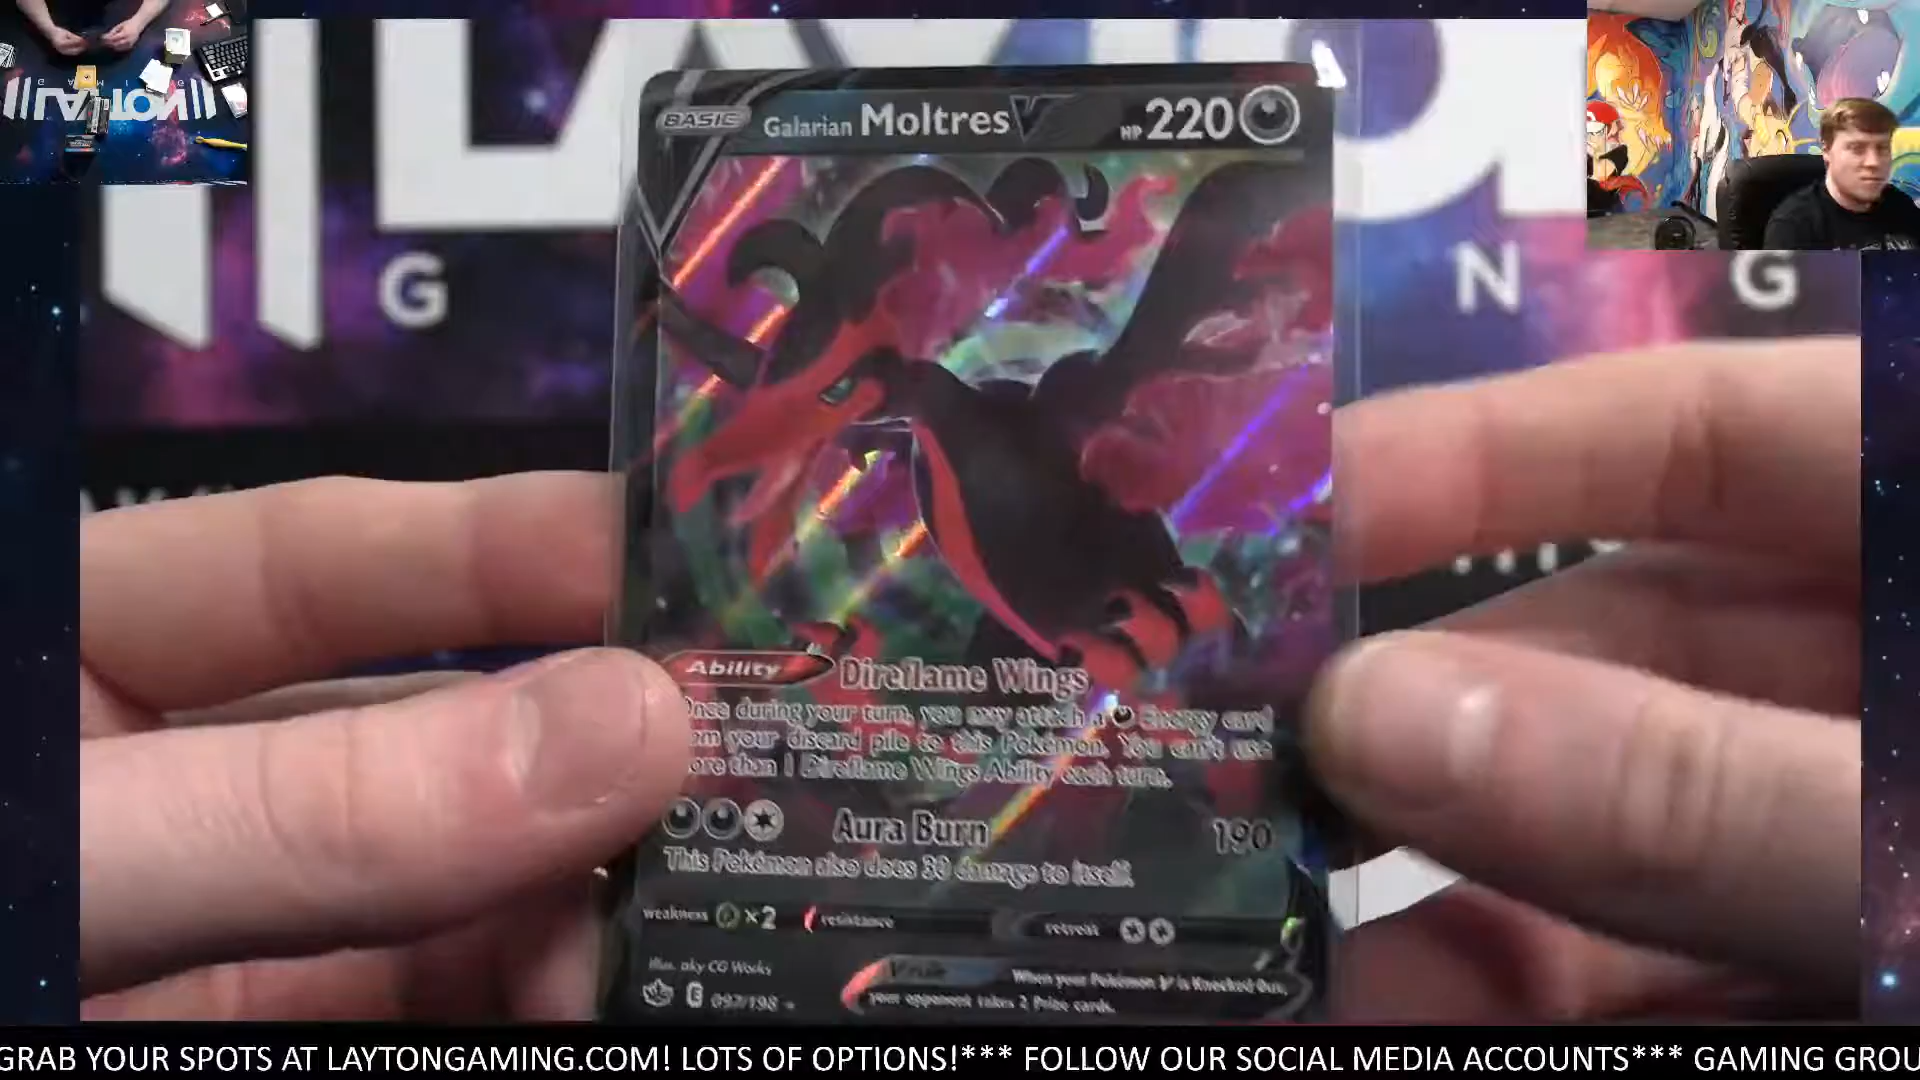 BASIC Galarian Moltres V HP 220
G N G
Ability Direflame Wings
Once during your turn, you may attach a Energy card
your discard pile to this Pokémon. You can't use
more than 1 Direflame Wings Ability each turn.
Aura Burn 190
This Pokémon also does 30 damage to itself.
weakness ×2 resistance retreat
Illus. aky CG Works
V rule When your Pokémon V is Knocked Out,
your opponent takes 2 Prize cards.
E 097/198
GRAB YOUR SPOTS AT LAYTONGAMING.COM! LOTS OF OPTIONS!*** FOLLOW OUR SOCIAL MEDIA ACCOUNTS*** GAMING GROU